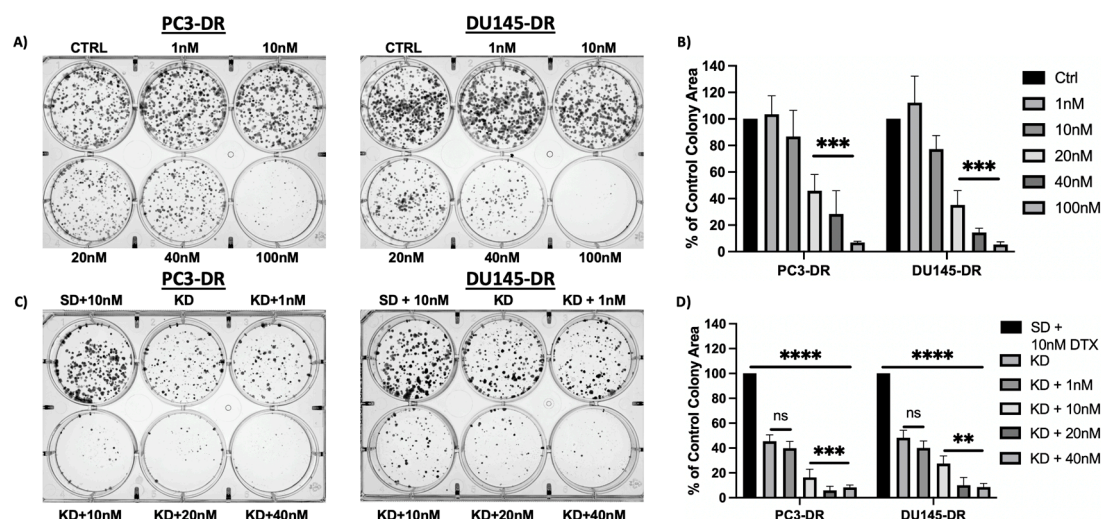 A)
PC3-DR
CTRL 1nM 10nM
20nM 40nM 100nM
DU145-DR
CTRL 1nM 10nM
20nM 40nM 100nM
B)
% of Control Colony Area
140
120
100
80
60
40
20
0
*** ***
PC3-DR DU145-DR
Ctrl
1nM
10nM
20nM
40nM
100nM
C)
PC3-DR
SD+10nM KD KD+1nM
KD+10nM KD+20nM KD+40nM
DU145-DR
SD + 10nM KD KD + 1nM
KD+10nM KD+20nM KD+40nM
D)
% of Control Colony Area
140
120
100
80
60
40
20
0
**** ****
ns ns
*** **
PC3-DR DU145-DR
SD +
10nM DTX
KD
KD + 1nM
KD + 10nM
KD + 20nM
KD + 40nM